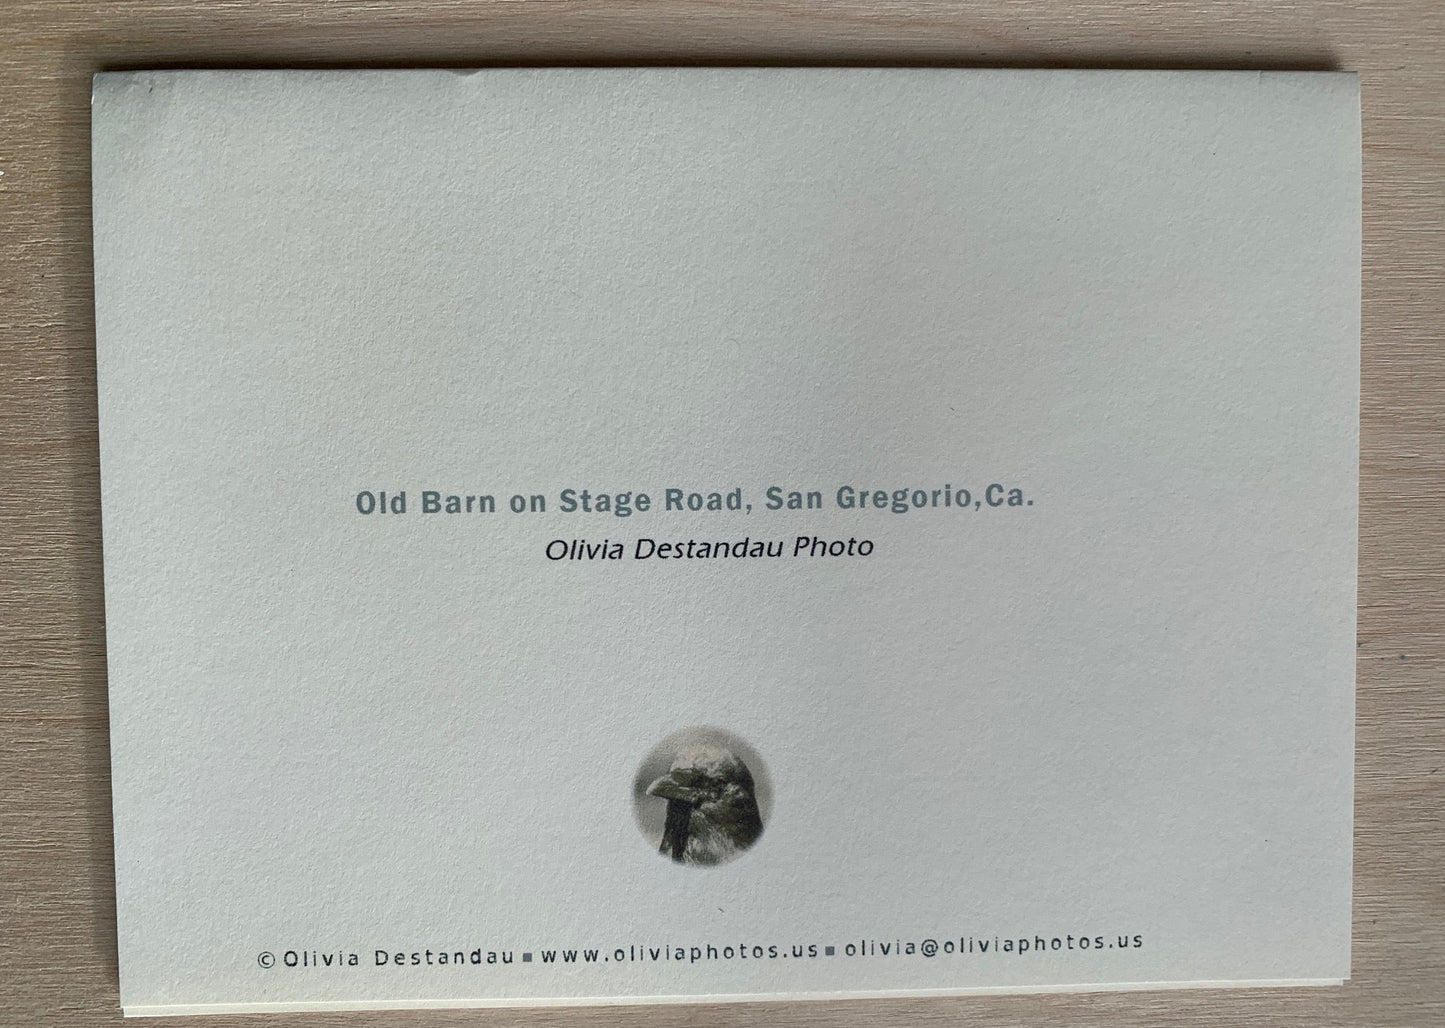 Old Barn on Stage Road, San Gregorio,Ca.
Olivia Destandau Photo
© Olivia Destandau ▪ www.oliviaphotos.us ▪ olivia@oliviaphotos.us